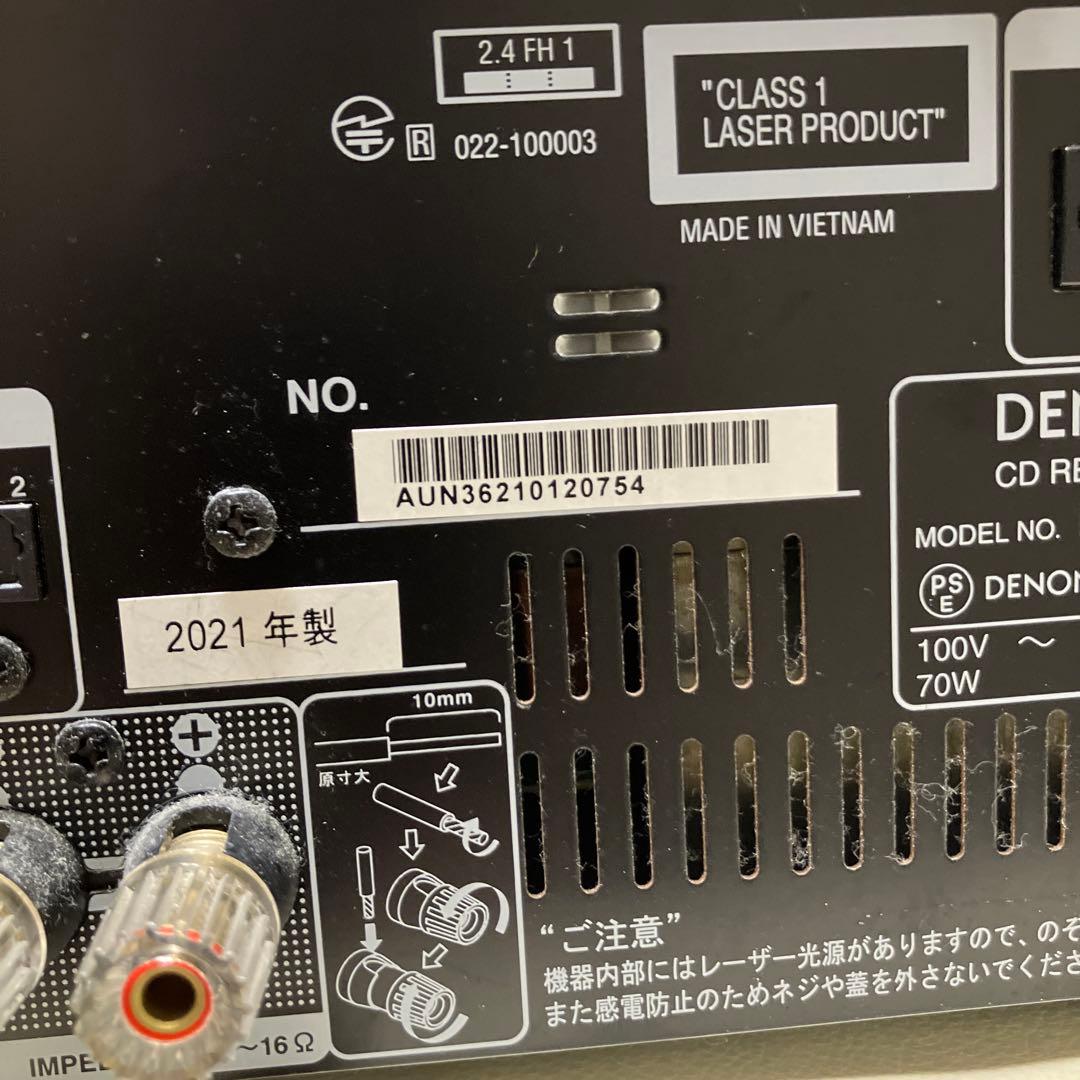 2.4 FH 1
R 022-100003
"CLASS 1
LASER PRODUCT"
MADE IN VIETNAM
NO.
AUN36210120754
2
2021 年製
DEN
CD RE
MODEL NO.
PSE DENON
100V ～
70W
10mm
原寸大
～16Ω
“ご注意”
機器内部にはレーザー光源がありますので、のぞ
また感電防止のためネジや蓋を外さないでくださ